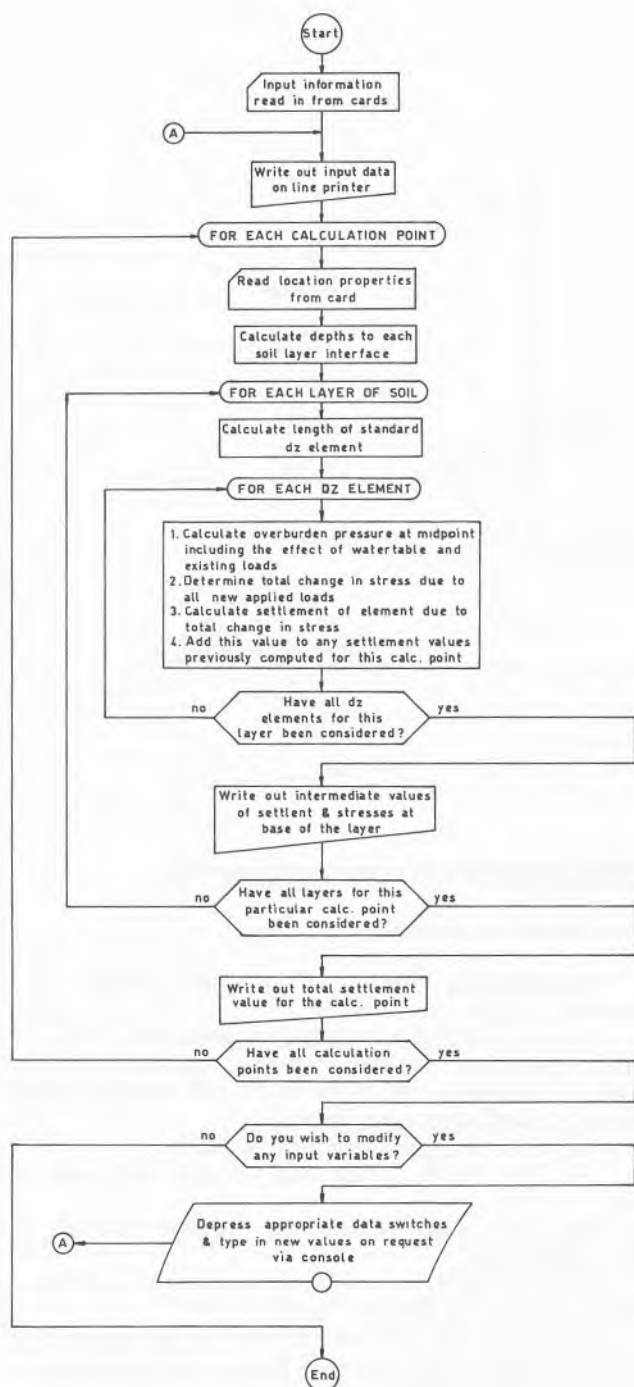 Start
Input information
read in from cards
A
Write out input data
on line printer
FOR EACH CALCULATION POINT
Read location properties
from card
Calculate depths to each
soil layer interface
FOR EACH LAYER OF SOIL
Calculate length of standard
dz element
FOR EACH DZ ELEMENT
1. Calculate overburden pressure at midpoint
including the effect of watertable and
existing loads
2. Determine total change in stress due to
all new applied loads
3. Calculate settlement of element due to
total change in stress
4. Add this value to any settlement values
previously computed for this calc. point
no
Have all dz
elements for this
layer been considered?
yes
Write out intermediate values
of settlent & stresses at
base of the layer
no
Have all layers for this
particular calc. point
been considered?
yes
Write out total settlement
value for the calc. point
no
Have all calculation
points been considered?
yes
no
Do you wish to modify
any input variables?
yes
Depress appropriate data switches
& type in new values on request
via console
A
End